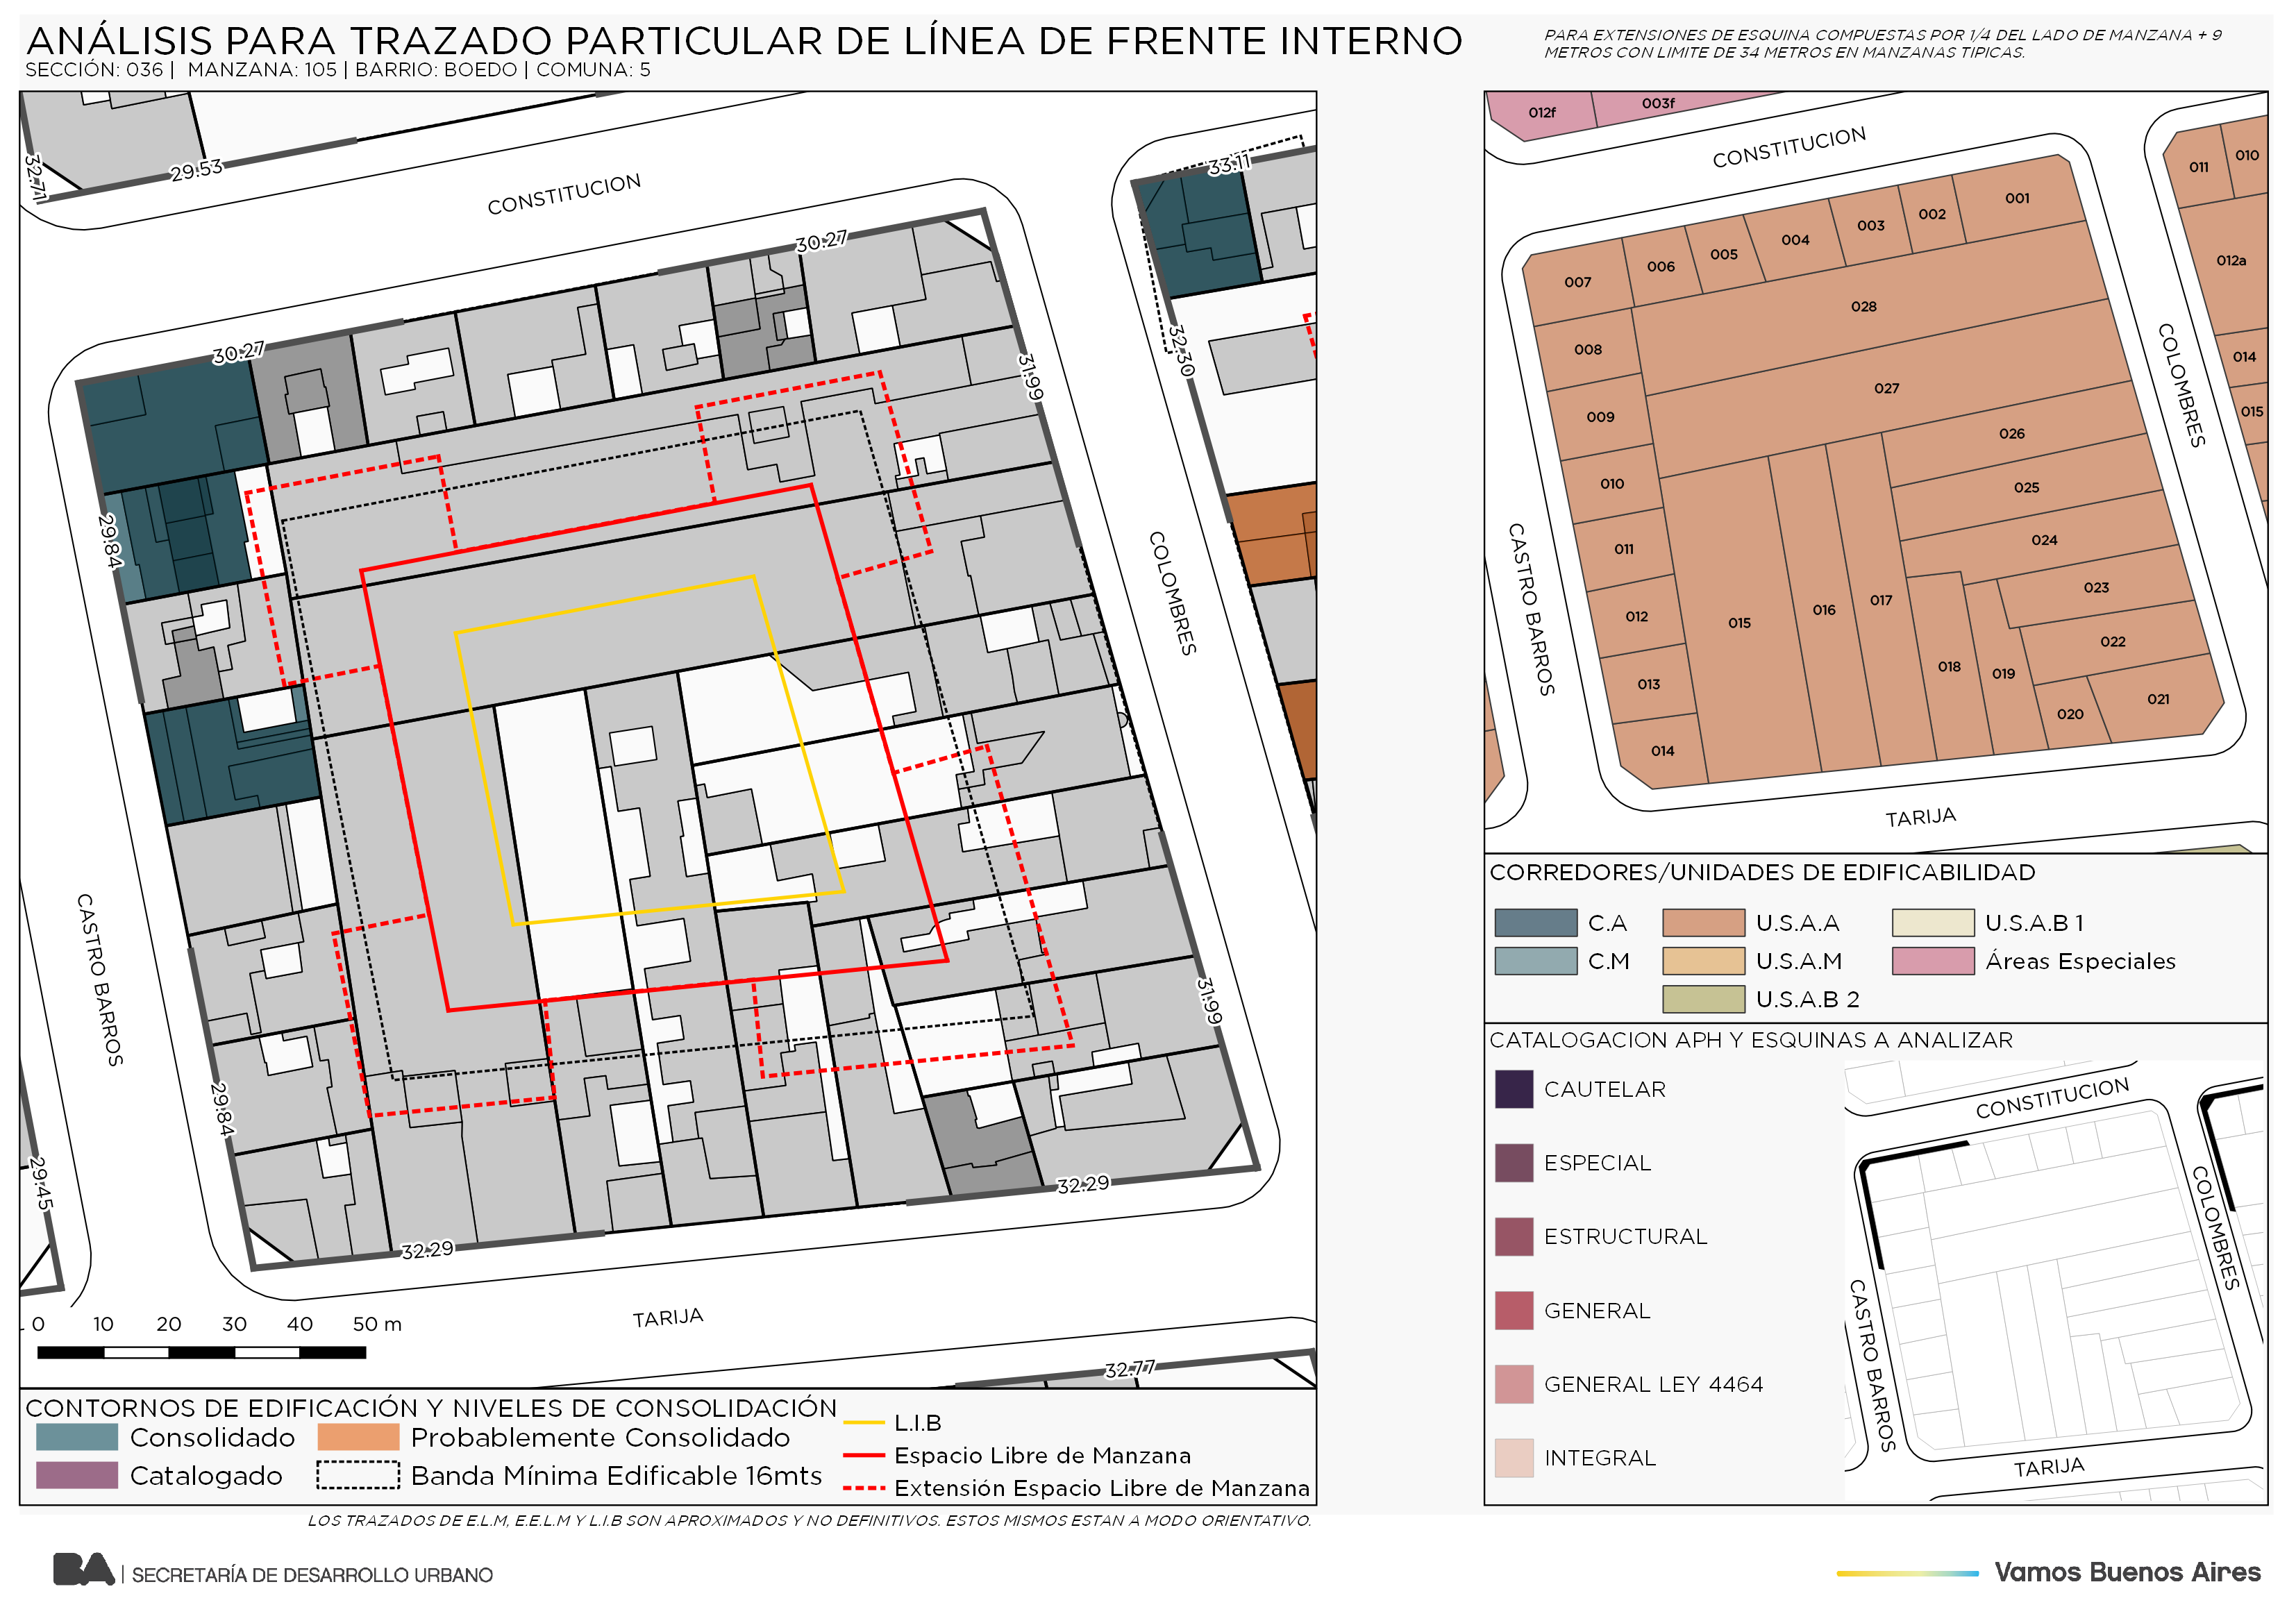 ANÁLISIS PARA TRAZADO PARTICULAR DE LÍNEA DE FRENTE INTERNO
SECCIÓN: 036 | MANZANA: 105 | BARRIO: BOEDO | COMUNA: 5
PARA EXTENSIONES DE ESQUINA COMPUESTAS POR 1/4 DEL LADO DE MANZANA + 9
METROS CON LIMITE DE 34 METROS EN MANZANAS TIPICAS.
32.71
29.53
CONSTITUCION
33.11
30.27
30.27
32.30
31.99
29.84
COLOMBRES
CASTRO BARROS
31.99
29.84
29.45
32.29
32.29
TARIJA
32.77
0 10 20 30 40 50 m
CONTORNOS DE EDIFICACIÓN Y NIVELES DE CONSOLIDACIÓN
Consolidado
Probablemente Consolidado
Catalogado
Banda Mínima Edificable 16mts
L.I.B
Espacio Libre de Manzana
Extensión Espacio Libre de Manzana
LOS TRAZADOS DE E.L.M, E.E.L.M Y L.I.B SON APROXIMADOS Y NO DEFINITIVOS. ESTOS MISMOS ESTAN A MODO ORIENTATIVO.
012f
003f
CONSTITUCION
011
010
001
002
003
004
005
006
007
012a
028
008
014
027
009
015
026
010
025
011
024
012
023
015
016
017
022
013
018
019
021
020
014
COLOMBRES
CASTRO BARROS
TARIJA
CORREDORES/UNIDADES DE EDIFICABILIDAD
C.A
U.S.A.A
U.S.A.B 1
C.M
U.S.A.M
Áreas Especiales
U.S.A.B 2
CATALOGACION APH Y ESQUINAS A ANALIZAR
CAUTELAR
ESPECIAL
ESTRUCTURAL
GENERAL
GENERAL LEY 4464
INTEGRAL
CONSTITUCION
COLOMBRES
CASTRO BARROS
TARIJA
BA | SECRETARÍA DE DESARROLLO URBANO
Vamos Buenos Aires